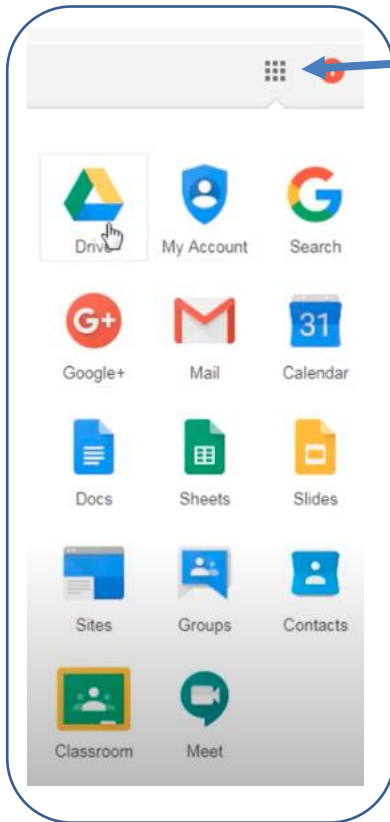 Drive My Account Search
G+ 31
Google+ Mail Calendar
Docs Sheets Slides
Sites Groups Contacts
Classroom Meet